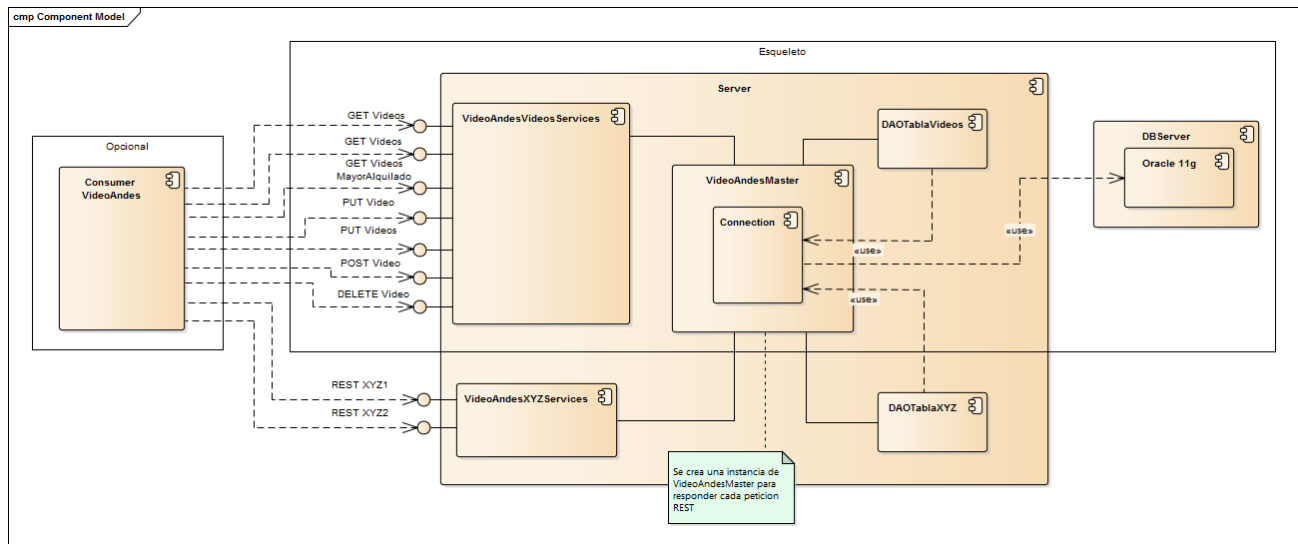 cmp Component Model
Esqueleto
Server
Opcional
Consumer
VideoAndes
GET Videos
GET Videos
GET Videos
MayorAlquilado
PUT Video
PUT Videos
POST Video
DELETE Video
REST XYZ1
REST XYZ2
VideoAndesVideosServices
VideoAndesXYZServices
VideoAndesMaster
Connection
DAOTablaVideos
«use»
«use»
«use»
DAOTablaXYZ
DBServer
Oracle 11g
Se crea una instancia de
VideoAndesMaster para
responder cada peticion
REST